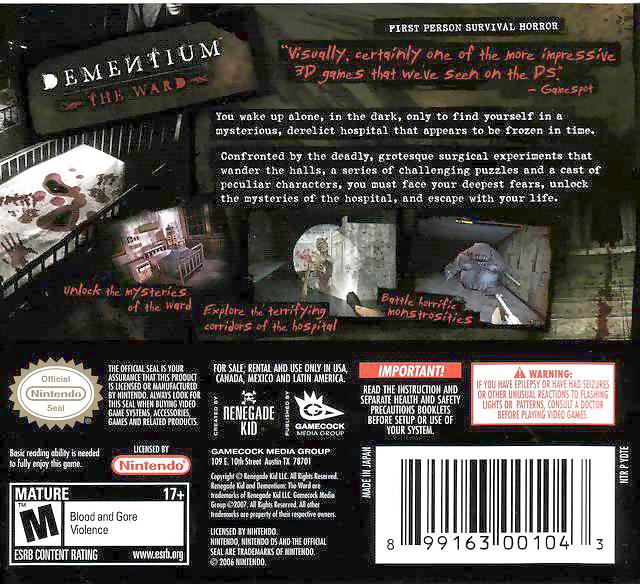 DEMENTIUM
THE WARD
FIRST PERSON SURVIVAL HORROR
"Visually, certainly one of the more impressive
3D games that we've seen on the DS."
- GameSpot
You wake up alone, in the dark, only to find yourself in a
mysterious, derelict hospital that appears to be frozen in time.
Confronted by the deadly, grotesque surgical experiments that
wander the halls, a series of challenging puzzles and a cast of
peculiar characters, you must face your deepest fears, unlock
the mysteries of the hospital, and escape with your life.
unlock the mysteries
of the ward
Explore the terrifying
corridors of the hospital
Battle horrific
monstrosities
Official
Nintendo
Seal
THE OFFICIAL SEAL IS YOUR
ASSURANCE THAT THIS PRODUCT
IS LICENSED OR MANUFACTURED
BY NINTENDO. ALWAYS LOOK FOR
THIS SEAL WHEN BUYING VIDEO
GAME SYSTEMS, ACCESSORIES,
GAMES AND RELATED PRODUCTS.
Basic reading ability is needed
to fully enjoy this game.
LICENSED BY
Nintendo
MATURE 17+
TM
M
Blood and Gore
Violence
ESRB CONTENT RATING www.esrb.org
FOR SALE, RENTAL AND USE ONLY IN USA,
CANADA, MEXICO AND LATIN AMERICA.
CREATED BY
RENEGADE
KID
PUBLISHED BY
GAMECOCK
MEDIA GROUP
GAMECOCK MEDIA GROUP
109 E. 10th Street Austin TX 78701
Copyright © Renegade Kid LLC. All Rights Reserved.
Renegade Kid and Dementium: The Ward are
trademarks of Renegade Kid LLC. Gamecock Media
Group ©2007. All Rights Reserved. All other
trademarks are property of their respective owners.
LICENSED BY NINTENDO.
NINTENDO, NINTENDO DS AND THE OFFICIAL
SEAL ARE TRADEMARKS OF NINTENDO.
© 2006 NINTENDO.
IMPORTANT!
READ THE INSTRUCTION AND
SEPARATE HEALTH AND SAFETY
PRECAUTIONS BOOKLETS
BEFORE SETUP OR USE OF
YOUR SYSTEM.
WARNING:
IF YOU HAVE EPILEPSY OR HAVE HAD SEIZURES
OR OTHER UNUSUAL REACTIONS TO FLASHING
LIGHTS OR PATTERNS, CONSULT A DOCTOR
BEFORE PLAYING VIDEO GAMES
MADE IN JAPAN
8 99163 00104 3
NTR P YDTE